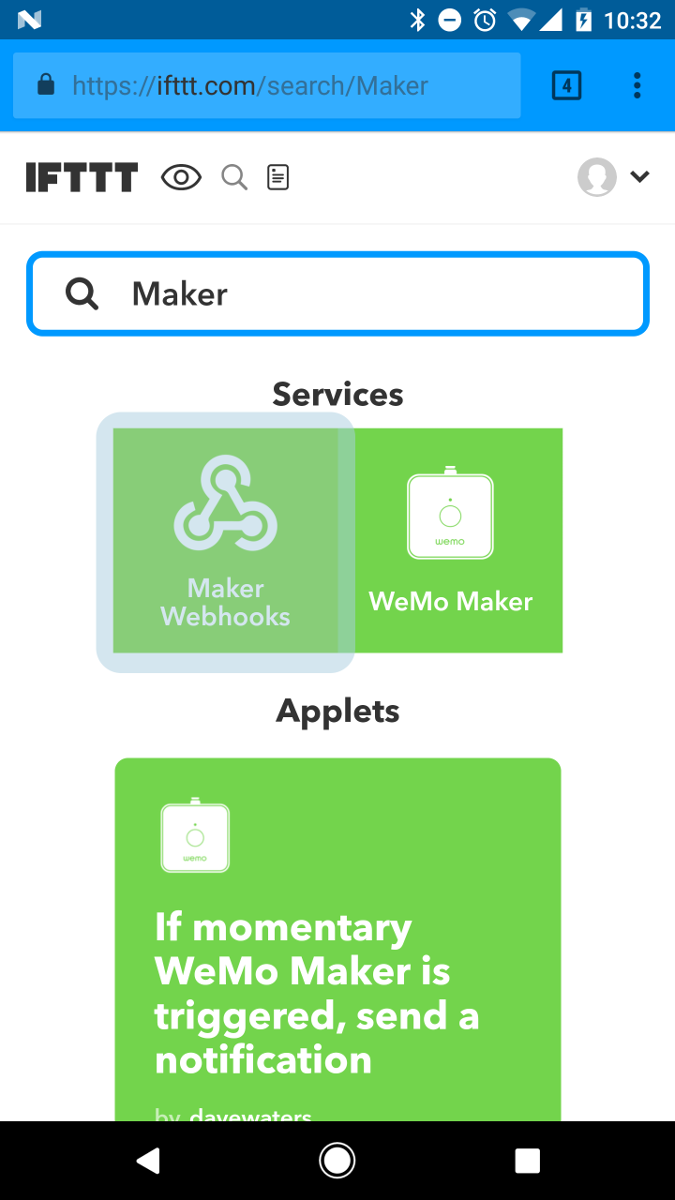 10:32
https://ifttt.com/search/Maker
4
IFTTT
Maker
Services
Maker
Webhooks
wemo
WeMo Maker
Applets
wemo
If momentary
WeMo Maker is
triggered, send a
notification
by davewaters